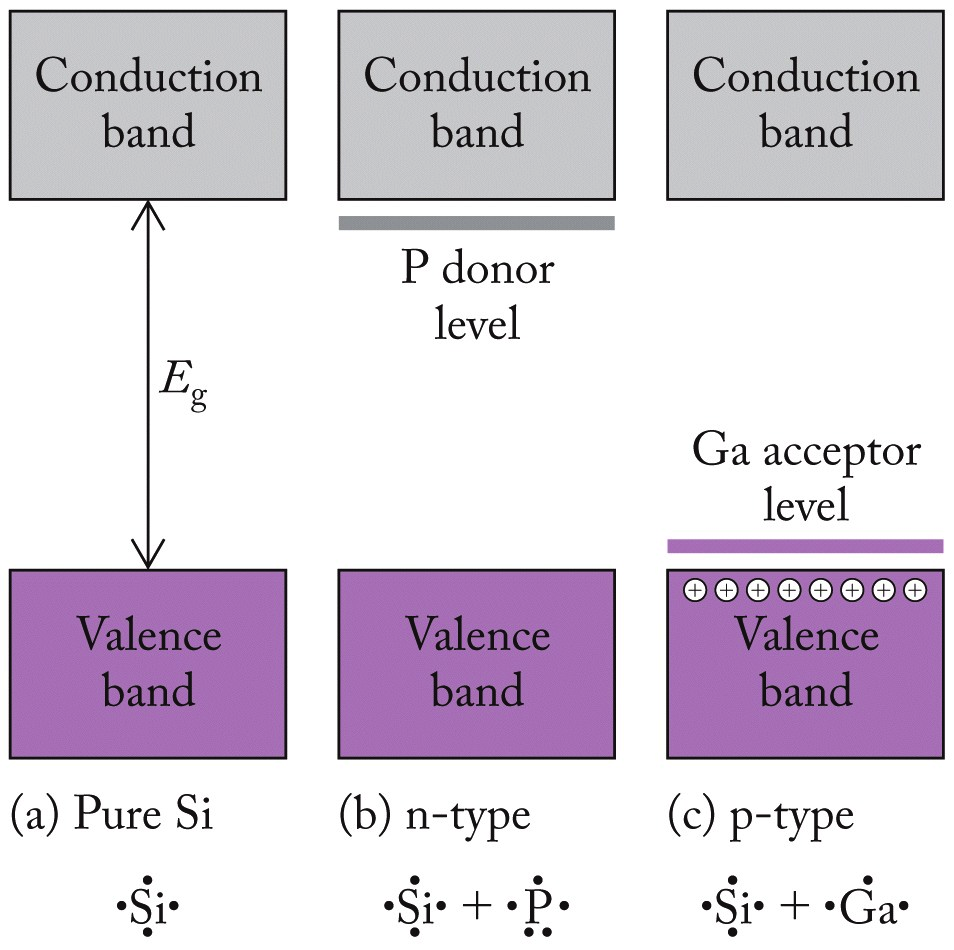 Conduction
band
Conduction
band
Conduction
band
P donor
level
E_g
Ga acceptor
level
+ + + + + + + +
Valence
band
Valence
band
Valence
band
(a) Pure Si
(b) n-type
(c) p-type
Si
Si + P
Si + Ga